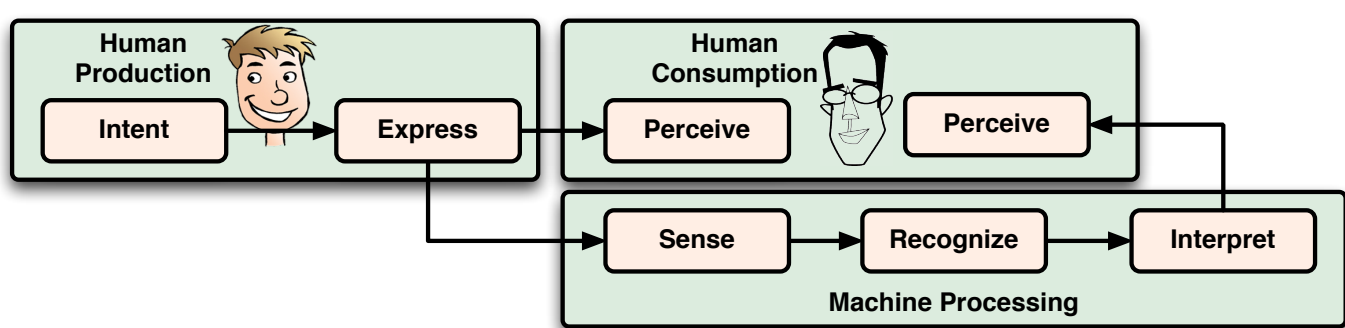 Human
Production
Intent
Express
Human
Consumption
Perceive
Perceive
Sense
Recognize
Interpret
Machine Processing